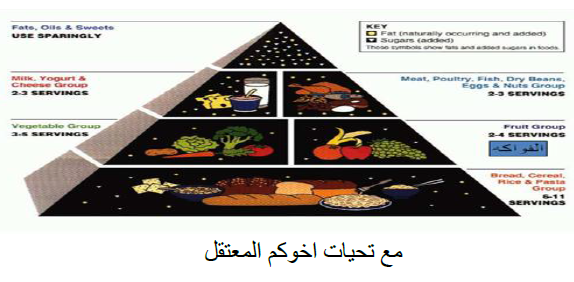 Fats, Oils & Sweets
USE SPARINGLY
KEY
Fat (naturally occurring and added)
Sugars (added)
These symbols show fats and added sugars in foods.
Milk, Yogurt &
Cheese Group
2-3 SERVINGS
Meat, Poultry, Fish, Dry Beans,
Eggs & Nuts Group
2-3 SERVINGS
Vegetable Group
3-5 SERVINGS
Fruit Group
2-4 SERVINGS
الفواكه
Bread, Cereal,
Rice & Pasta
Group
6-11
SERVINGS
مع تحيات اخوكم المعتقل